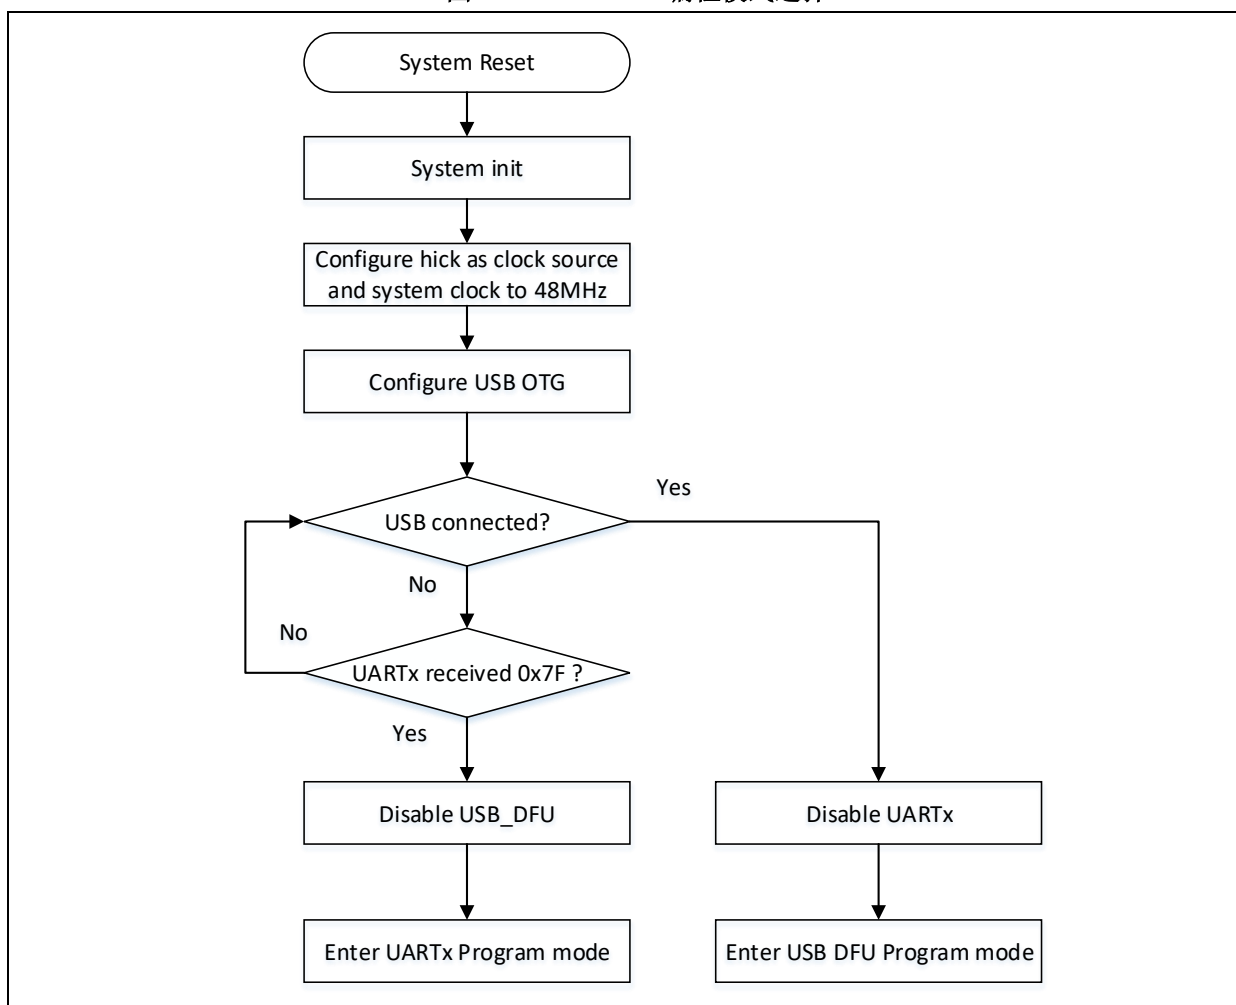 System Reset
System init
Configure hick as clock source
and system clock to 48MHz
Configure USB OTG
Yes
USB connected?
No
No
UARTx received 0x7F ?
Yes
Disable USB_DFU
Disable UARTx
Enter UARTx Program mode
Enter USB DFU Program mode